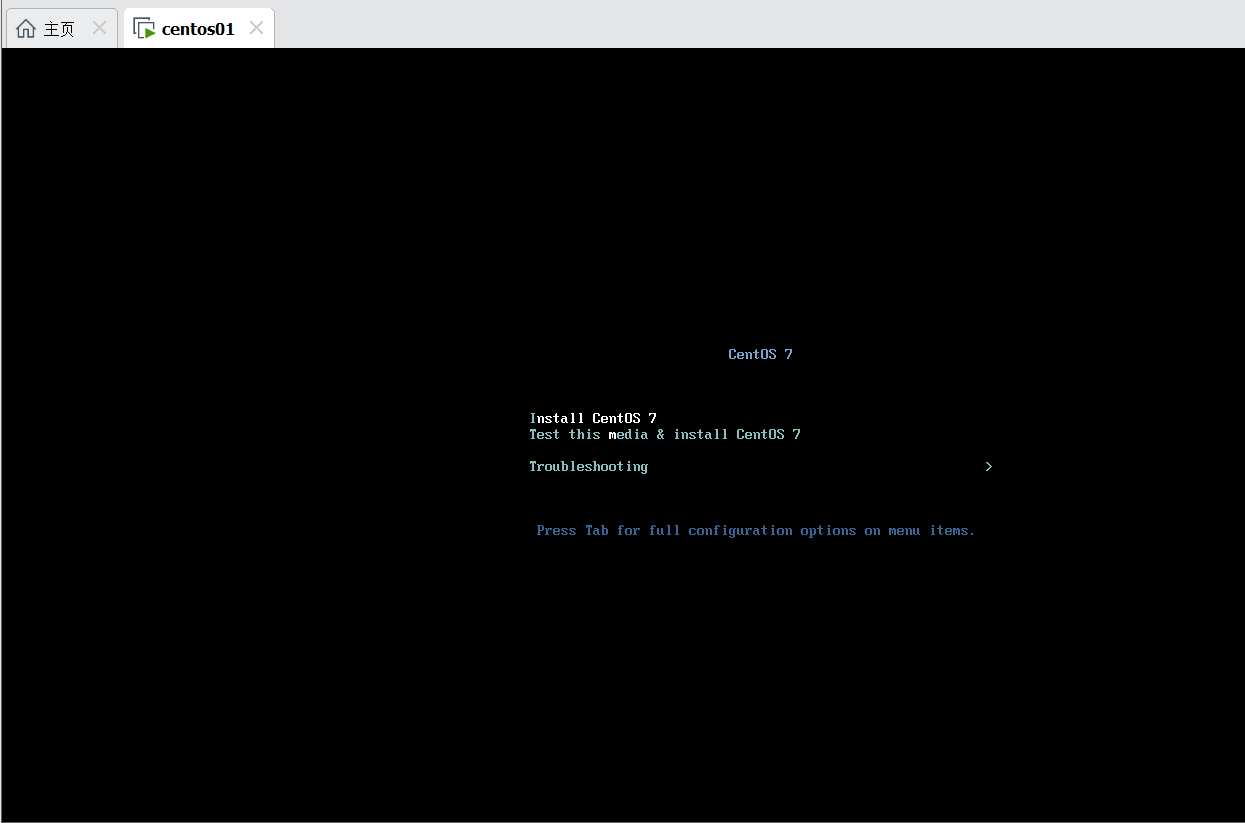 主页
centos01
CentOS 7
Install CentOS 7
Test this media & install CentOS 7
Troubleshooting >
Press Tab for full configuration options on menu items.